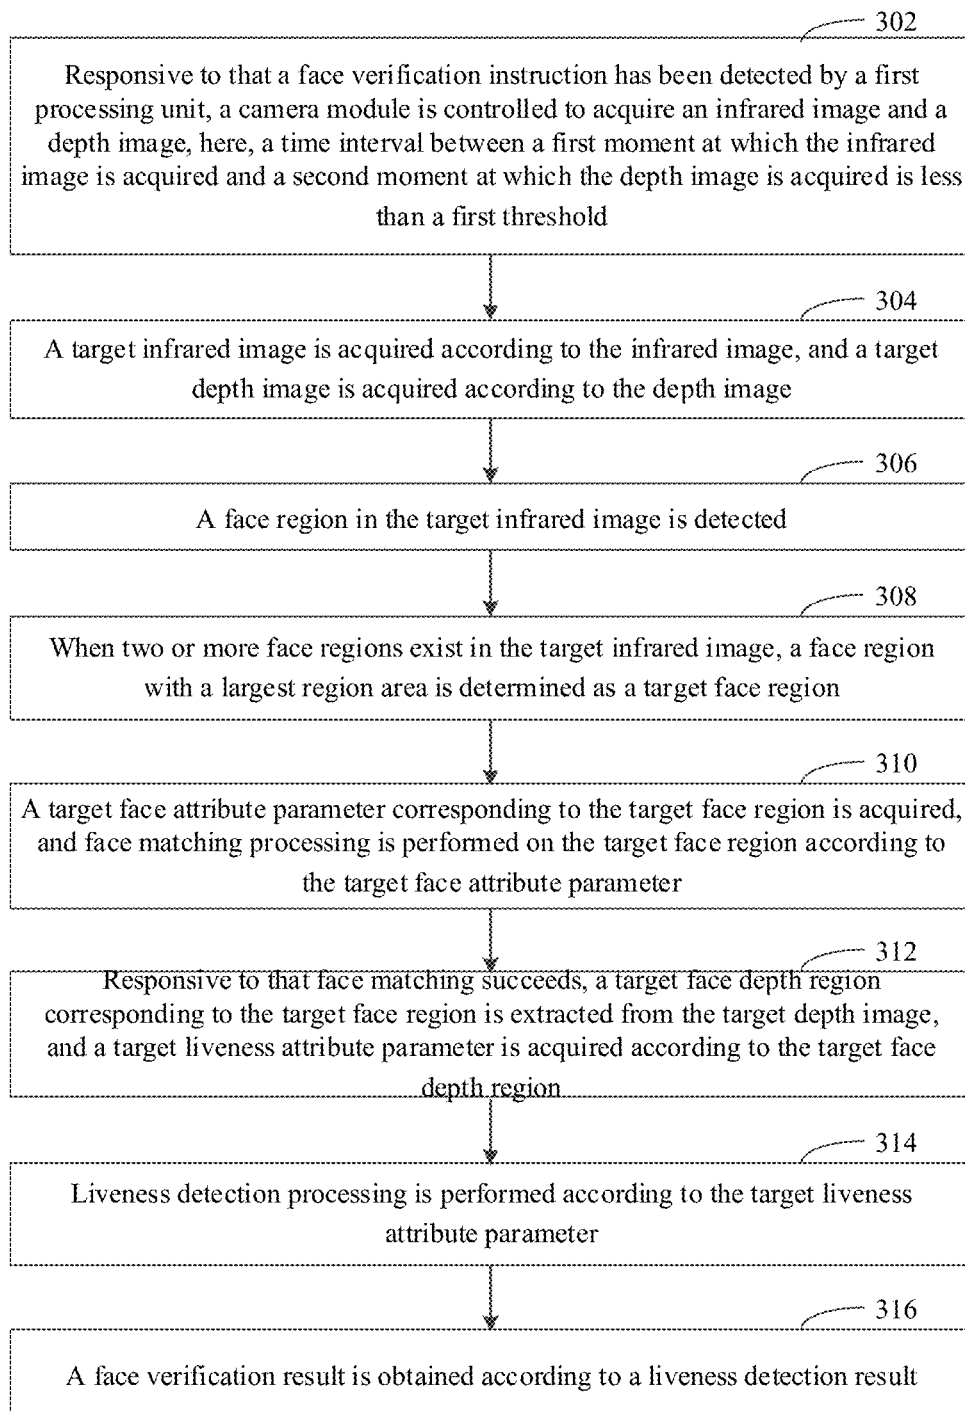 302
Responsive to that a face verification instruction has been detected by a first
processing unit, a camera module is controlled to acquire an infrared image and a
depth image, here, a time interval between a first moment at which the infrared
image is acquired and a second moment at which the depth image is acquired is less
than a first threshold
304
A target infrared image is acquired according to the infrared image, and a target
depth image is acquired according to the depth image
306
A face region in the target infrared image is detected
308
When two or more face regions exist in the target infrared image, a face region
with a largest region area is determined as a target face region
310
A target face attribute parameter corresponding to the target face region is acquired,
and face matching processing is performed on the target face region according to
the target face attribute parameter
312
Responsive to that face matching succeeds, a target face depth region
corresponding to the target face region is extracted from the target depth image,
and a target liveness attribute parameter is acquired according to the target face
depth region
314
Liveness detection processing is performed according to the target liveness
attribute parameter
316
A face verification result is obtained according to a liveness detection result